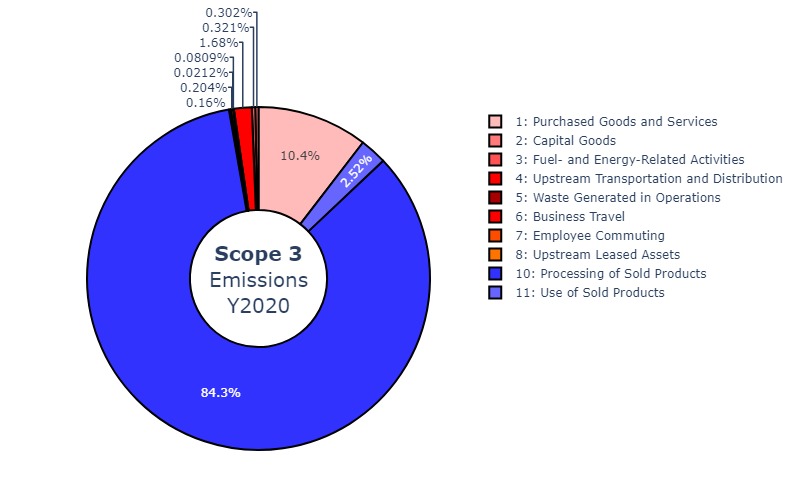 0.302%
0.321%
1.68%
0.0809%
0.0212%
0.204%
0.16%
10.4%
2.52%
84.3%
Scope 3
Emissions
Y2020
1: Purchased Goods and Services
2: Capital Goods
3: Fuel- and Energy-Related Activities
4: Upstream Transportation and Distribution
5: Waste Generated in Operations
6: Business Travel
7: Employee Commuting
8: Upstream Leased Assets
10: Processing of Sold Products
11: Use of Sold Products